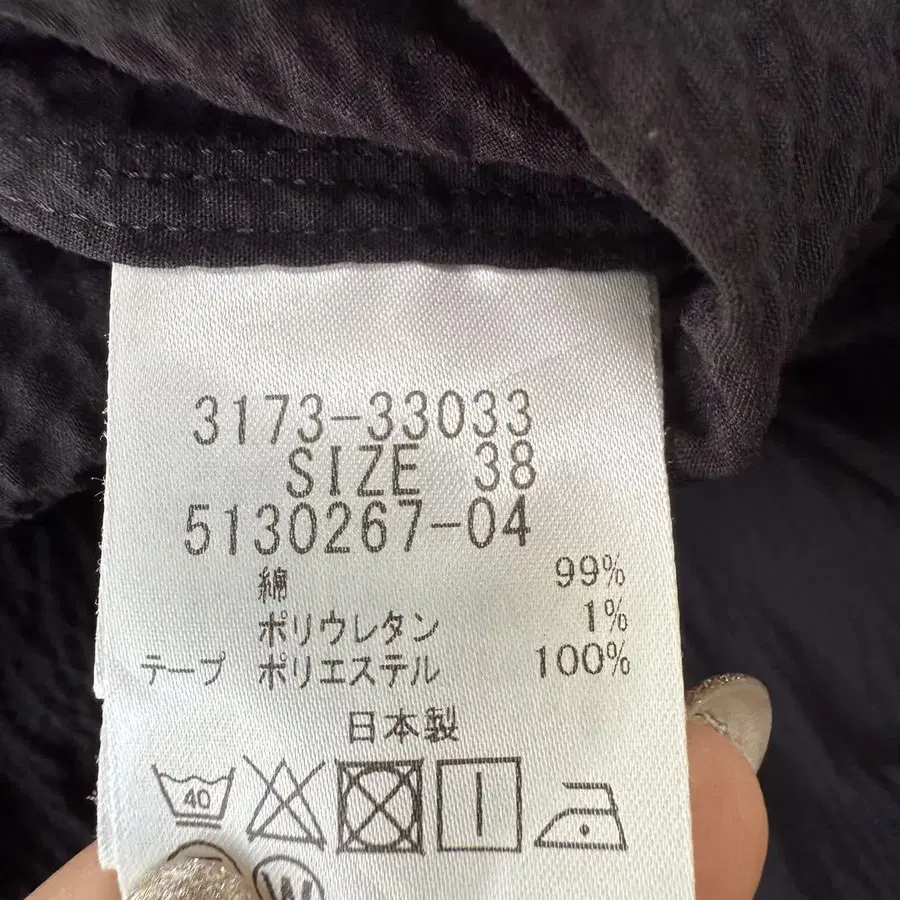 3173-33033
SIZE 38
5130267-04
綿 99%
ポリウレタン 1%
テープ ポリエステル 100%
日本製
40
W